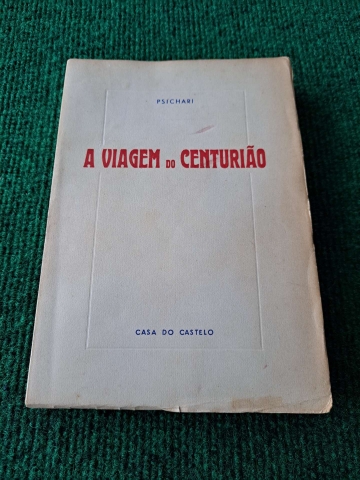 PSICHARI
A VIAGEM DO CENTURIÃO
CASA DO CASTELO